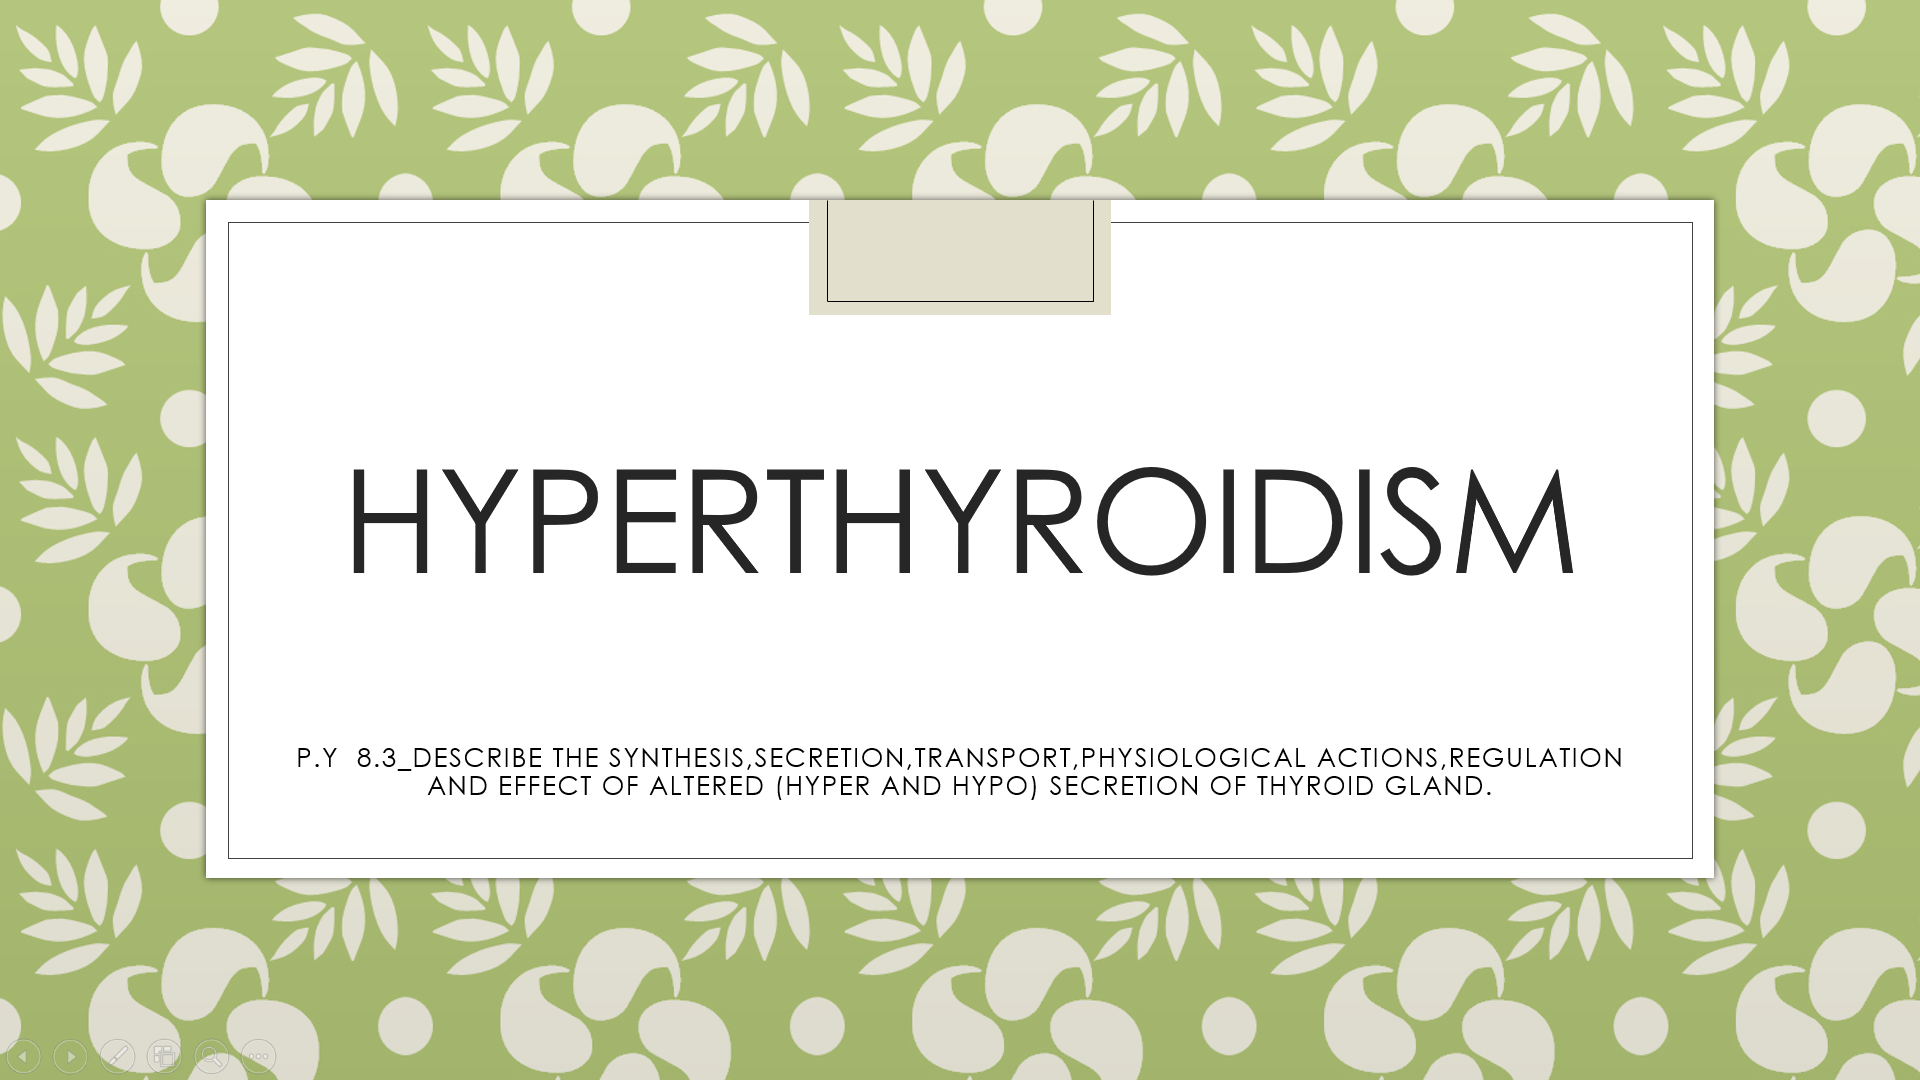 HYPERTHYROIDISM
P.Y  8.3_DESCRIBE THE SYNTHESIS,SECRETION,TRANSPORT,PHYSIOLOGICAL ACTIONS,REGULATION
AND EFFECT OF ALTERED (HYPER AND HYPO) SECRETION OF THYROID GLAND.